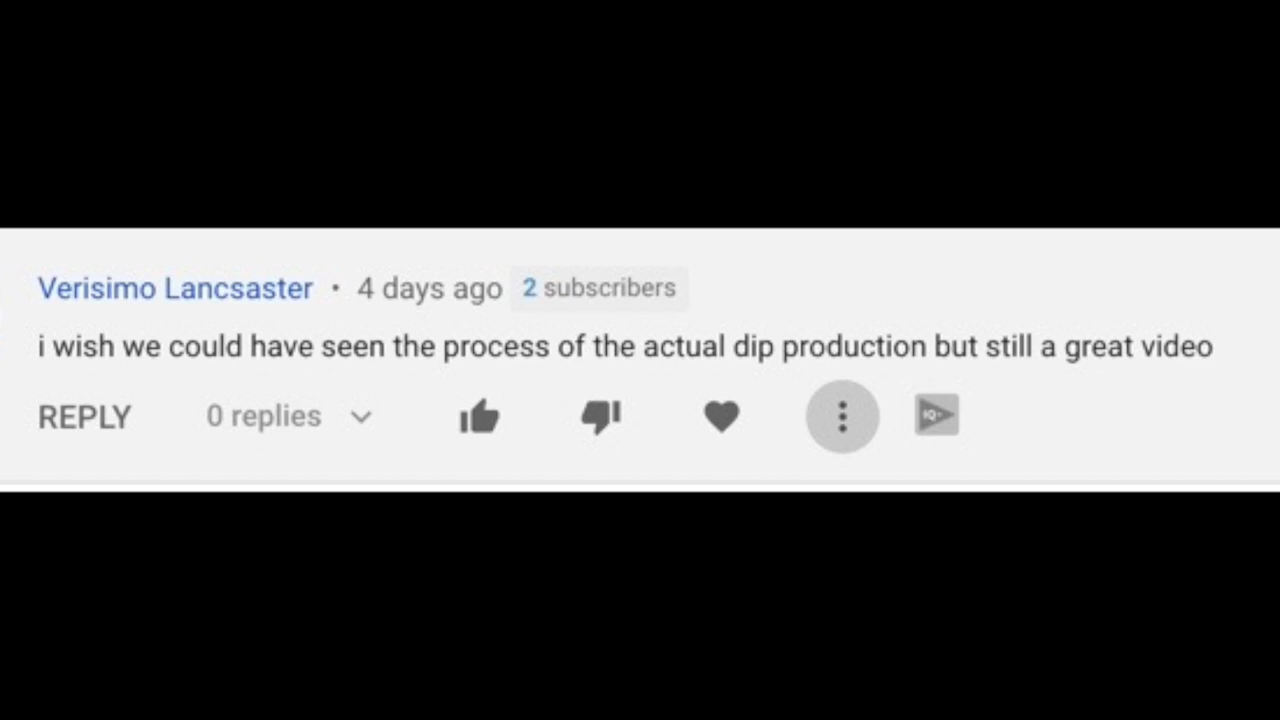 Verisimo Lancsaster • 4 days ago 2 subscribers
i wish we could have seen the process of the actual dip production but still a great video
REPLY 0 replies IQ